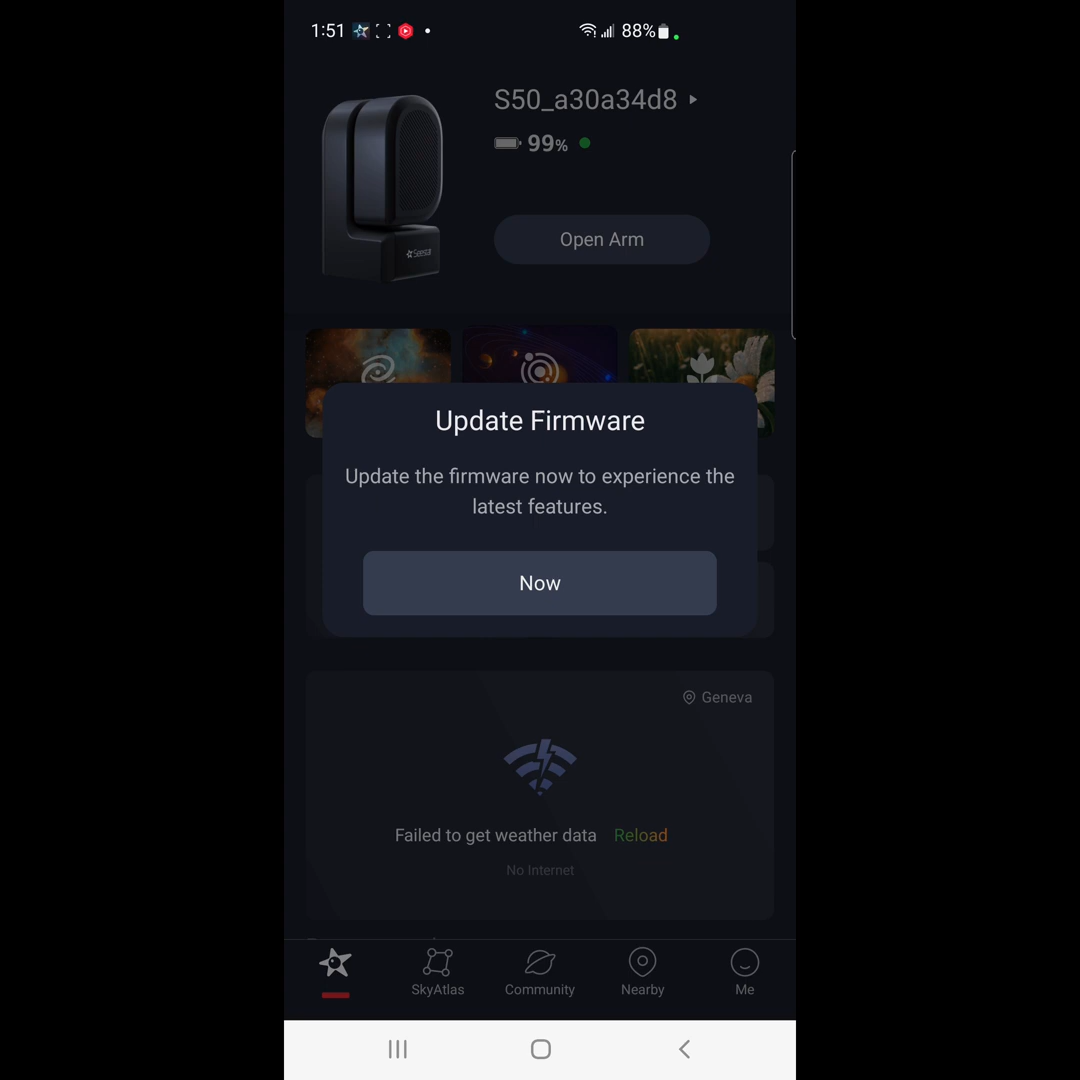 1:51
88%
S50_a30a34d8
99%
Open Arm
Seestar
Update Firmware
Update the firmware now to experience the
latest features.
Now
Geneva
Failed to get weather data Reload
No Internet
SkyAtlas
Community
Nearby
Me